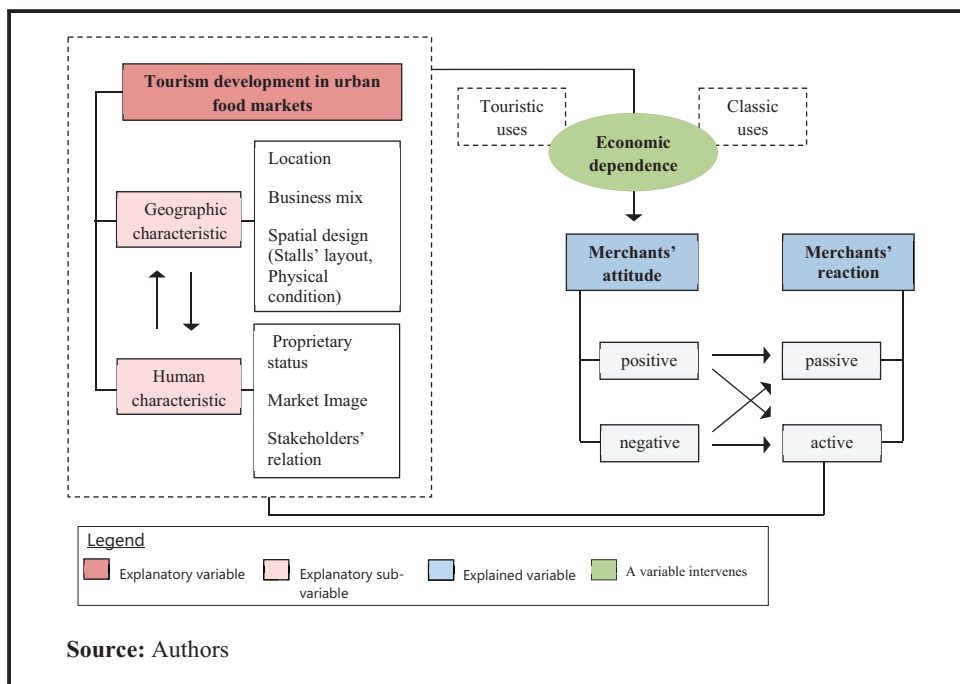 Tourism development in urban
food markets
Geographic
characteristic
Location
Business mix
Spatial design
(Stalls' layout,
Physical
condition)
Human
characteristic
Proprietary
status
Market Image
Stakeholders'
relation
Touristic
uses
Classic
uses
Economic
dependence
Merchants'
attitude
Merchants'
reaction
positive
passive
negative
active
Legend
Explanatory variable
Explanatory sub-
variable
Explained variable
A variable intervenes
Source: Authors